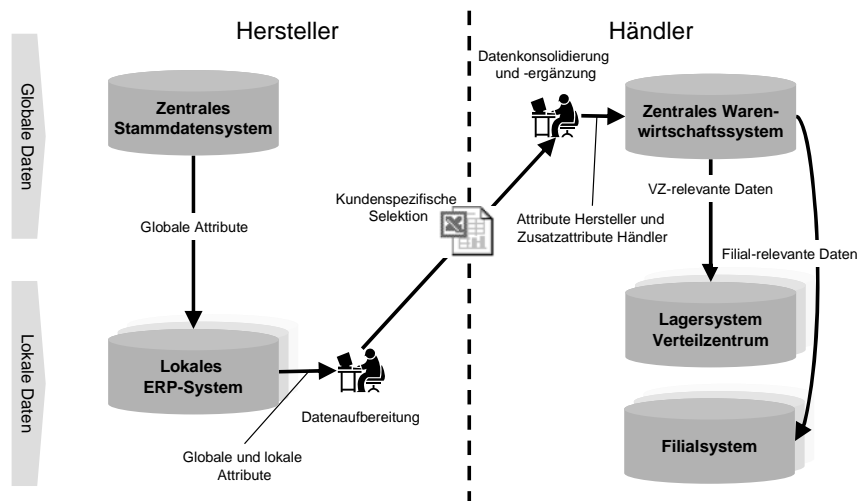 Hersteller
Händler
Globale Daten
Zentrales
Stammdatensystem
Datenkonsolidierung
und -ergänzung
Zentrales Waren-
wirtschaftssystem
Globale Attribute
Kundenspezifische
Selektion
Attribute Hersteller und
Zusatzattribute Händler
VZ-relevante Daten
Filial-relevante Daten
Lokale Daten
Lokales
ERP-System
Datenaufbereitung
Globale und lokale
Attribute
Lagersystem
Verteilzentrum
Filialsystem